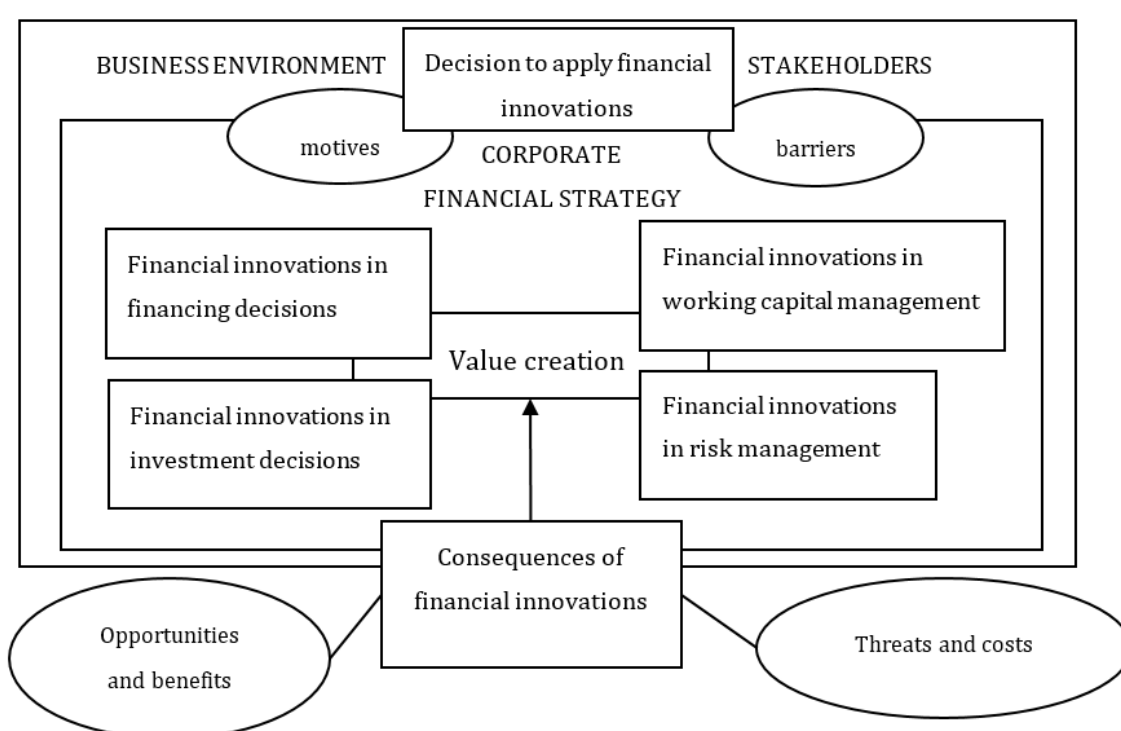 BUSINESS ENVIRONMENT
Decision to apply financial
innovations
STAKEHOLDERS
motives
barriers
CORPORATE
FINANCIAL STRATEGY
Financial innovations in
financing decisions
Financial innovations in
working capital management
Value creation
Financial innovations in
investment decisions
Financial innovations
in risk management
Consequences of
financial innovations
Opportunities
and benefits
Threats and costs